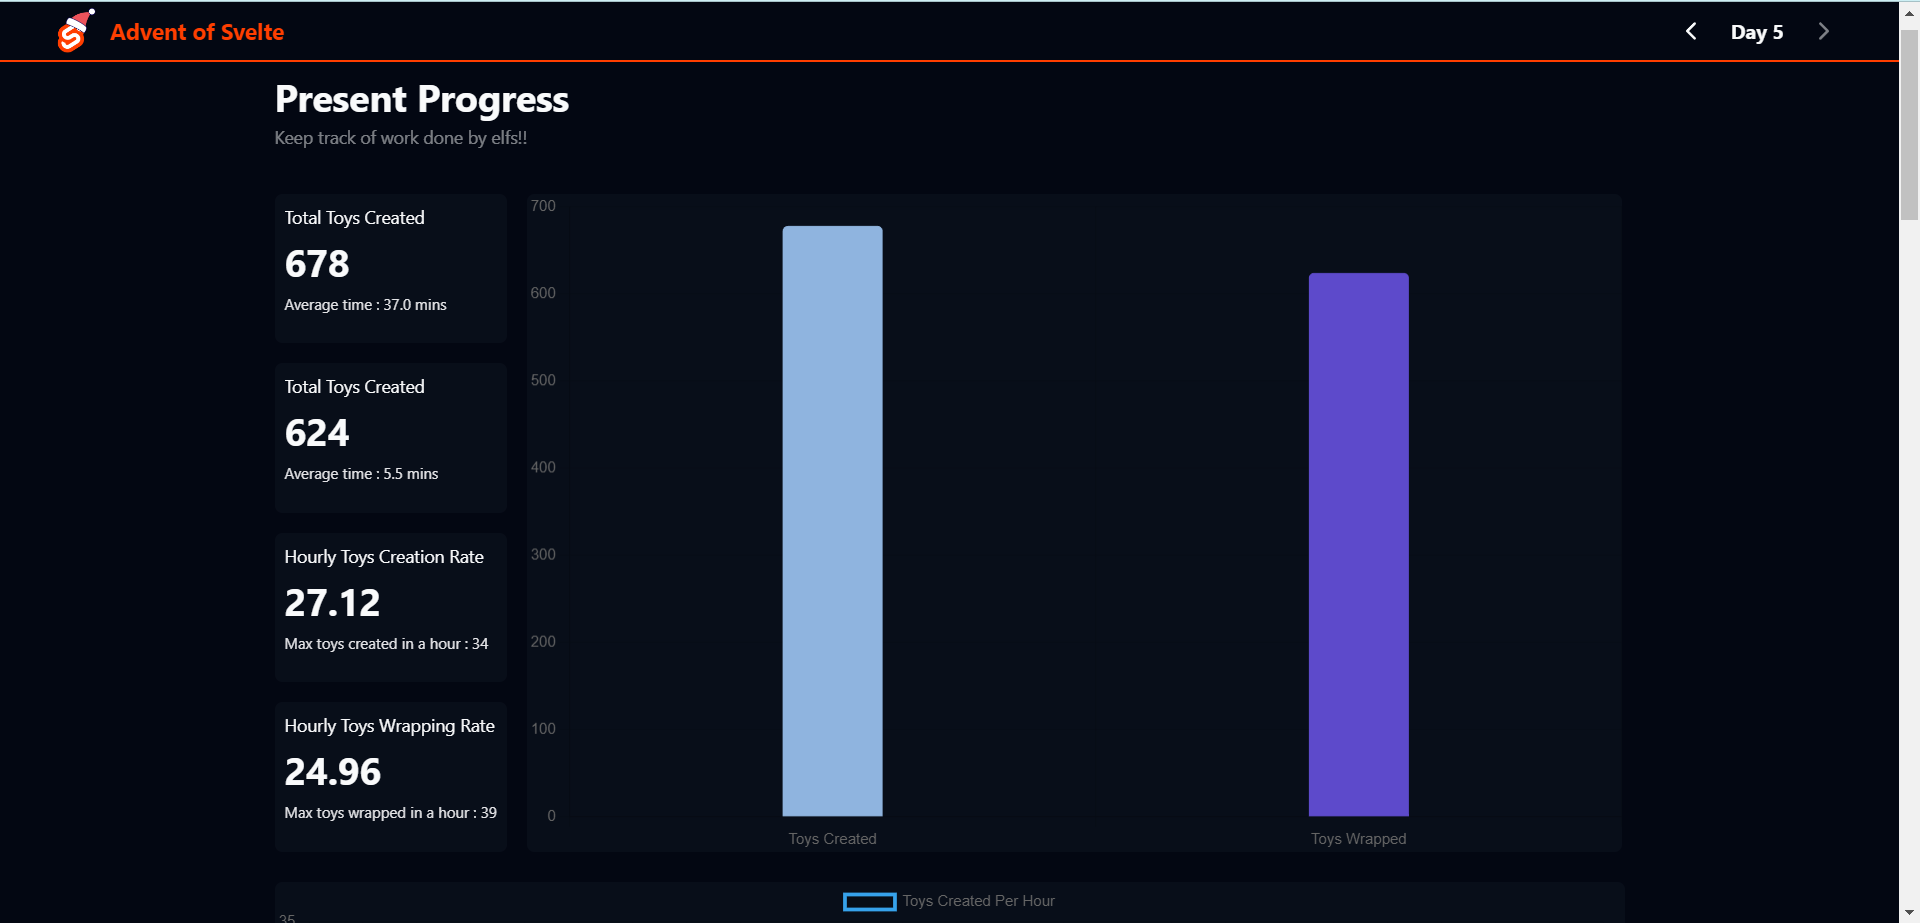 Advent of Svelte
Day 5
Present Progress
Keep track of work done by elfs!!
Total Toys Created
678
Average time : 37.0 mins
Total Toys Created
624
Average time : 5.5 mins
Hourly Toys Creation Rate
27.12
Max toys created in a hour : 34
Hourly Toys Wrapping Rate
24.96
Max toys wrapped in a hour : 39
700
600
500
400
300
200
100
0
Toys Created
Toys Wrapped
Toys Created Per Hour
35